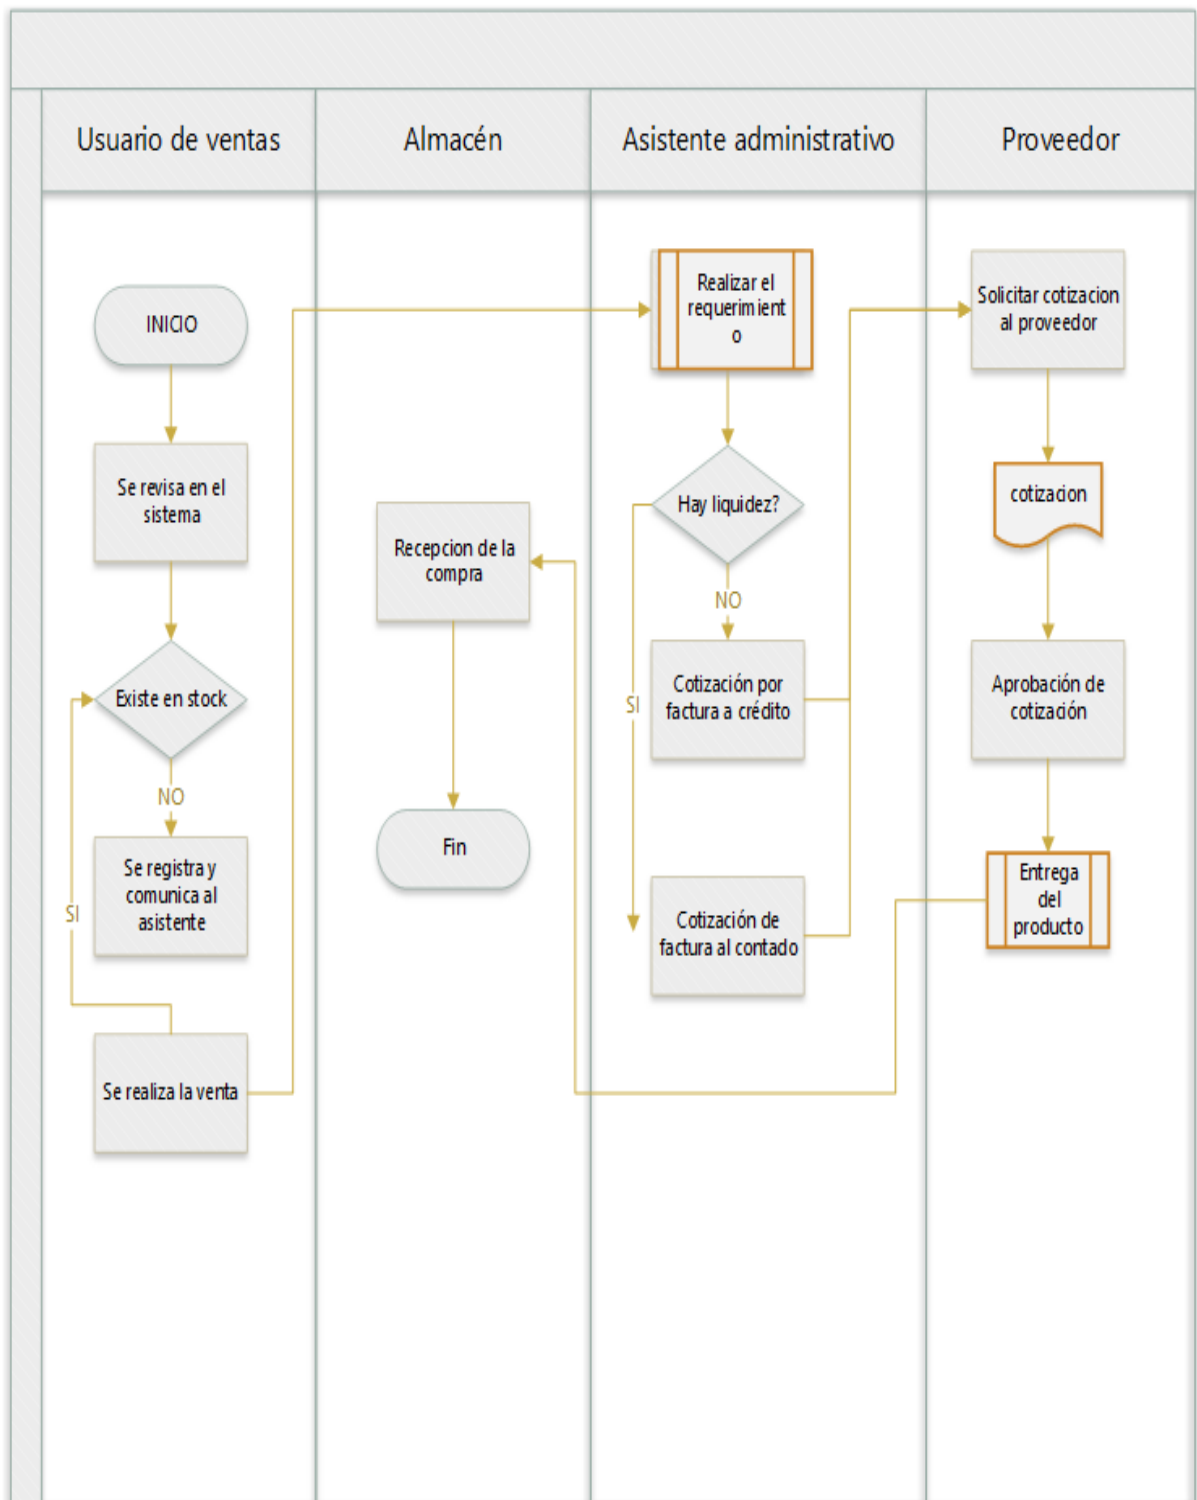 Usuario de ventas
Almacén
Asistente administrativo
Proveedor
INICIO
Se revisa en el
sistema
Existe en stock
NO
Se registra y
comunica al
asistente
SI
Se realiza la venta
Recepcion de la
compra
Fin
Realizar el
requerimient
o
Hay liquidez?
NO
SI
Cotización por
factura a crédito
Cotización de
factura al contado
Solicitar cotizacion
al proveedor
cotizacion
Aprobación de
cotización
Entrega
del
producto